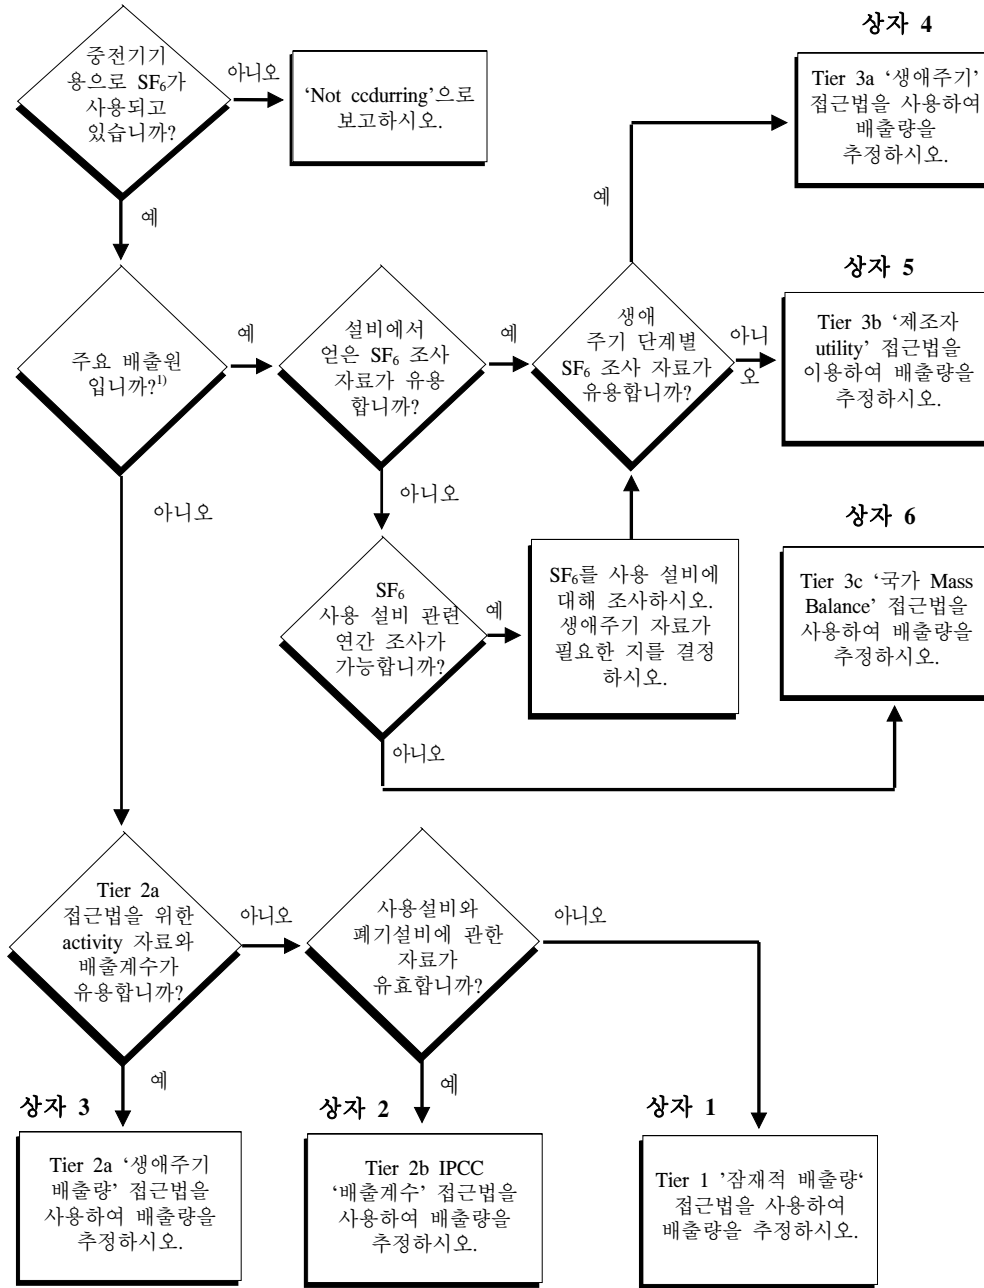 상자 4
중전기기
용으로 SF₆가
사용되고
있습니까?
아니오
'Not ccdurring'으로
보고하시오.
Tier 3a '생애주기'
접근법을 사용하여
배출량을
추정하시오.
예
예
상자 5
주요 배출원
입니까?¹⁾
예
설비에서
얻은 SF₆ 조사
자료가 유용
합니까?
예
생애
주기 단계별
SF₆ 조사 자료가
유용합니까?
아니
오
Tier 3b '제조자
utility' 접근법을
이용하여 배출량을
추정하시오.
아니오
아니오
상자 6
SF₆
사용 설비 관련
연간 조사가
가능합니까?
예
SF₆를 사용 설비에
대해 조사하시오.
생애주기 자료가
필요한 지를 결정
하시오.
Tier 3c '국가 Mass
Balance' 접근법을
사용하여 배출량을
추정하시오.
아니오
Tier 2a
접근법을 위한
activity 자료와
배출계수가
유용합니까?
아니오
사용설비와
폐기설비에 관한
자료가
유효합니까?
아니오
예
예
상자 3
상자 2
상자 1
Tier 2a '생애주기
배출량' 접근법을
사용하여 배출량을
추정하시오.
Tier 2b IPCC
'배출계수' 접근법을
사용하여 배출량을
추정하시오.
Tier 1 '잠재적 배출량'
접근법을 사용하여
배출량을 추정하시오.